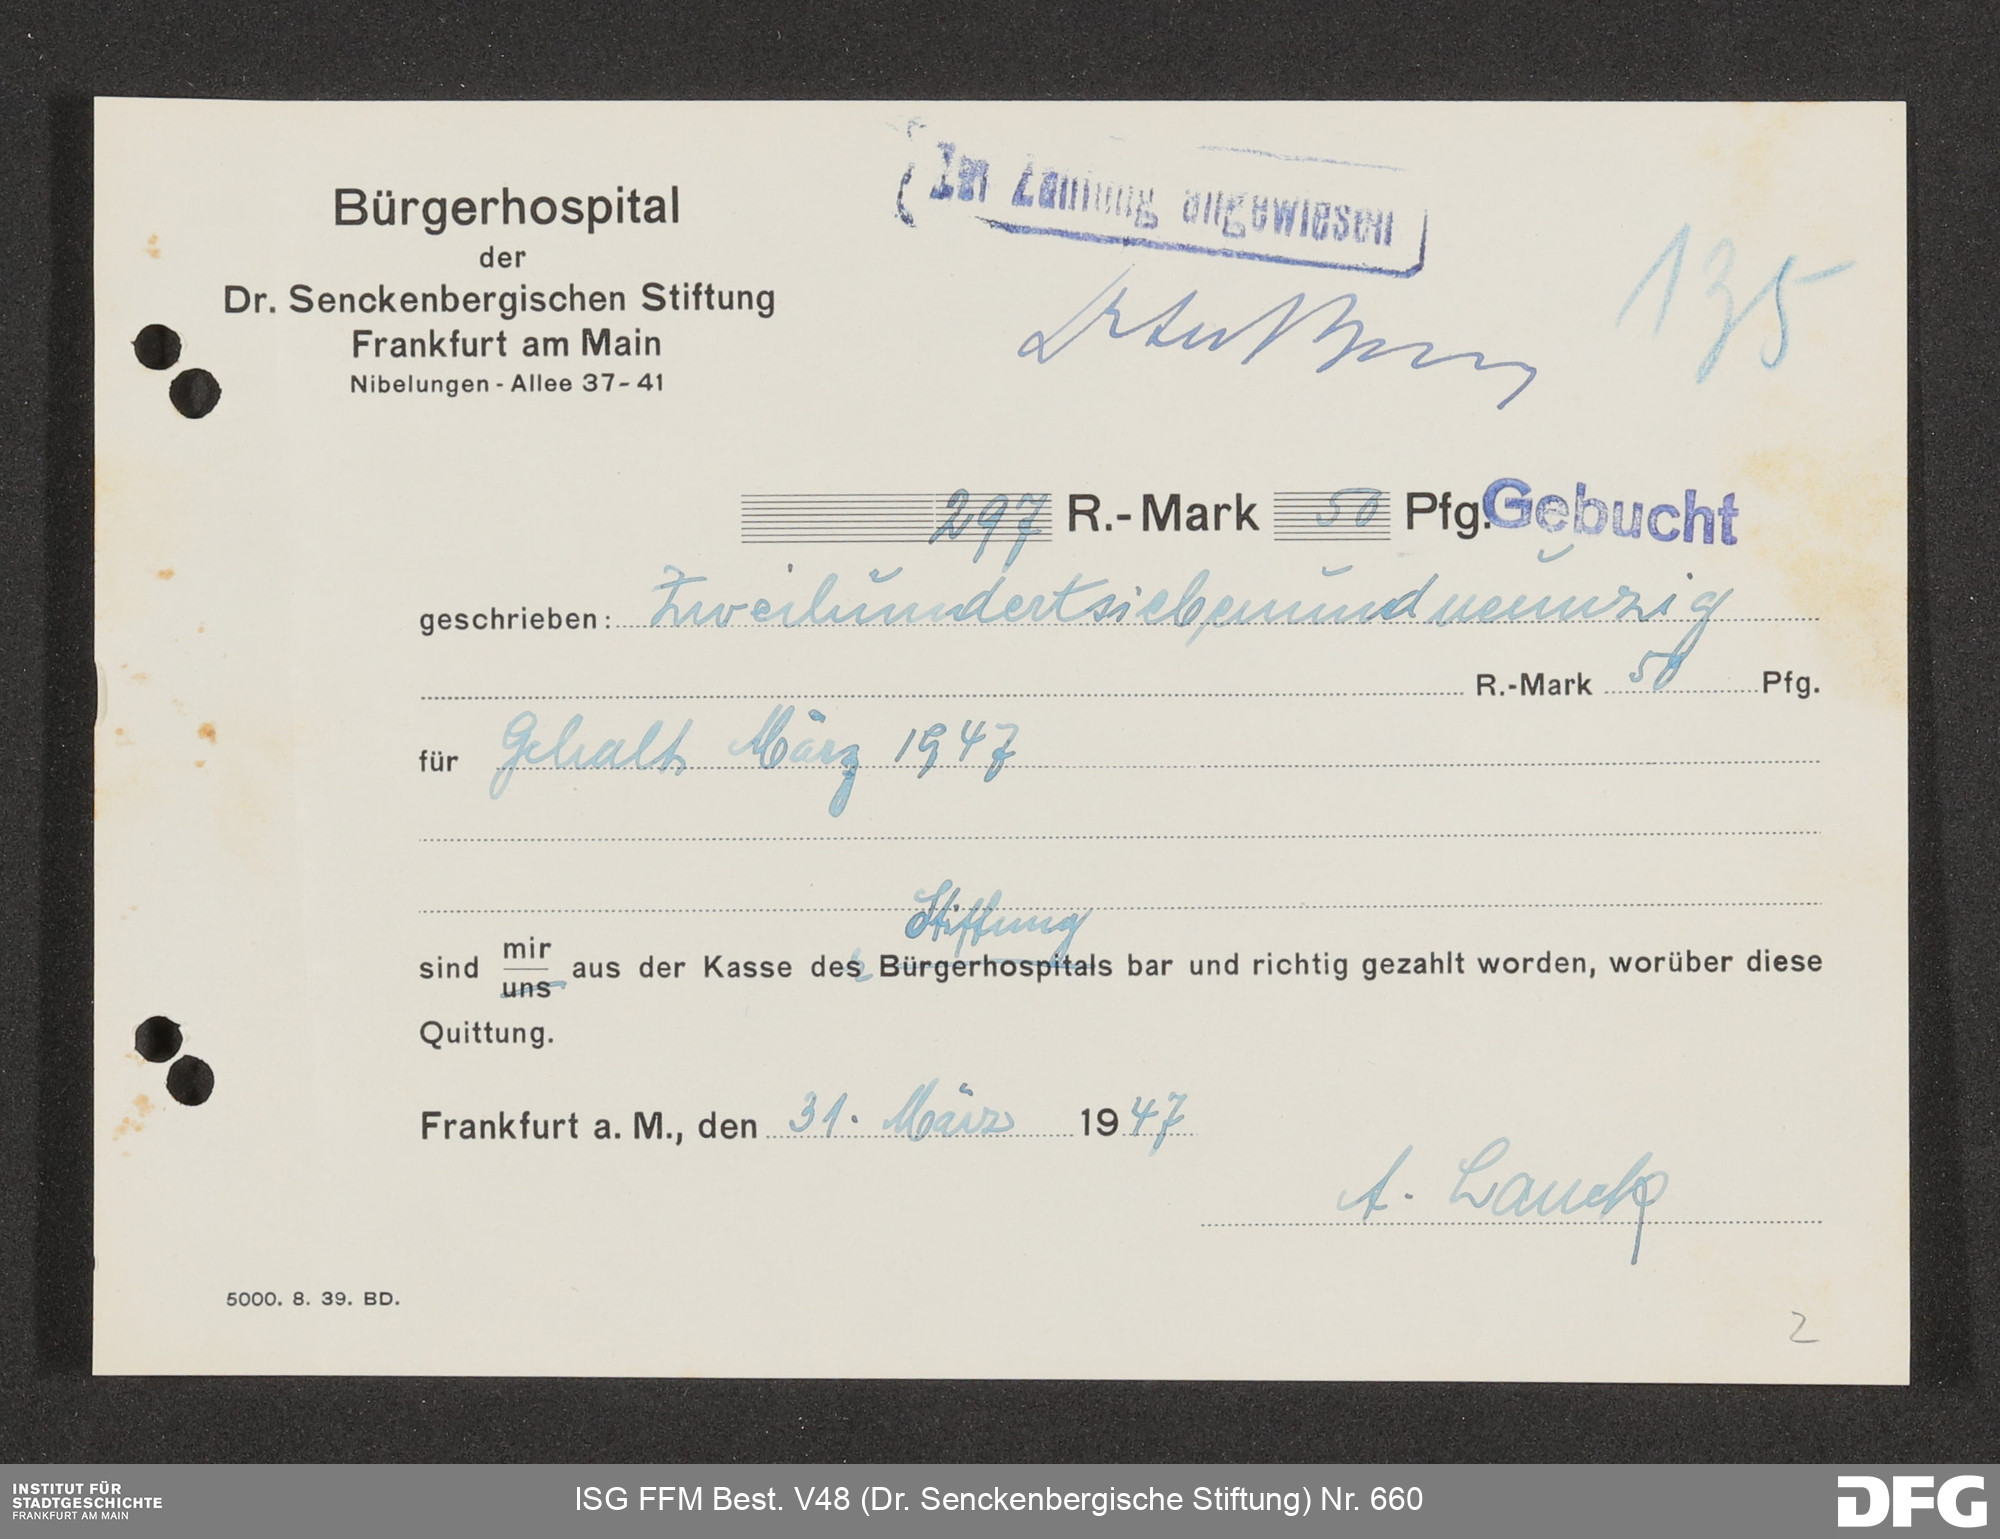 Zur Zahlung angewiesen
Bürgerhospital
der
Dr. Senckenbergischen Stiftung
Frankfurt am Main
Nibelungen-Allee 37-41
135
297 R.-Mark 50 Pfg. Gebucht
geschrieben: Zweihundertsiebenundneunzig
R.-Mark 50 Pfg.
für Gehalt März 1947
Stiftung
sind mir uns aus der Kasse des r Bürgerhospitals bar und richtig gezahlt worden, worüber diese
Quittung.
Frankfurt a. M., den 31. März 1947
A. Lauck
5000. 8. 39. BD.
2
INSTITUT FÜR
STADTGESCHICHTE
FRANKFURT AM MAIN
ISG FFM Best. V48 (Dr. Senckenbergische Stiftung) Nr. 660
DFG